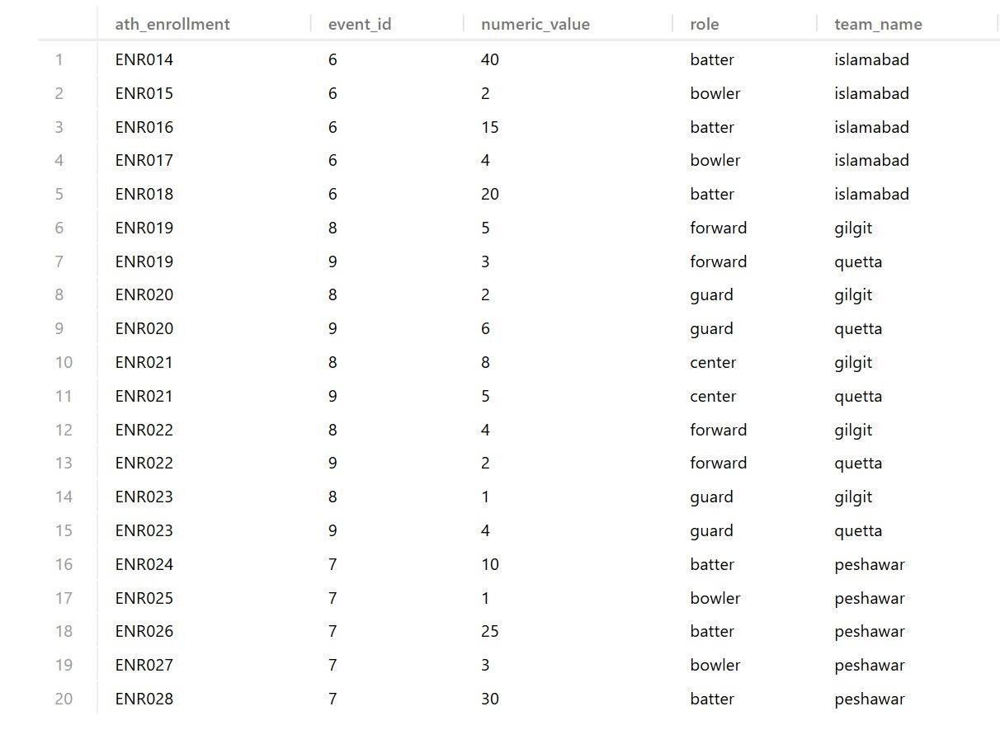 ath_enrollment event_id numeric_value role team_name
1 ENR014 6 40 batter islamabad
2 ENR015 6 2 bowler islamabad
3 ENR016 6 15 batter islamabad
4 ENR017 6 4 bowler islamabad
5 ENR018 6 20 batter islamabad
6 ENR019 8 5 forward gilgit
7 ENR019 9 3 forward quetta
8 ENR020 8 2 guard gilgit
9 ENR020 9 6 guard quetta
10 ENR021 8 8 center gilgit
11 ENR021 9 5 center quetta
12 ENR022 8 4 forward gilgit
13 ENR022 9 2 forward quetta
14 ENR023 8 1 guard gilgit
15 ENR023 9 4 guard quetta
16 ENR024 7 10 batter peshawar
17 ENR025 7 1 bowler peshawar
18 ENR026 7 25 batter peshawar
19 ENR027 7 3 bowler peshawar
20 ENR028 7 30 batter peshawar